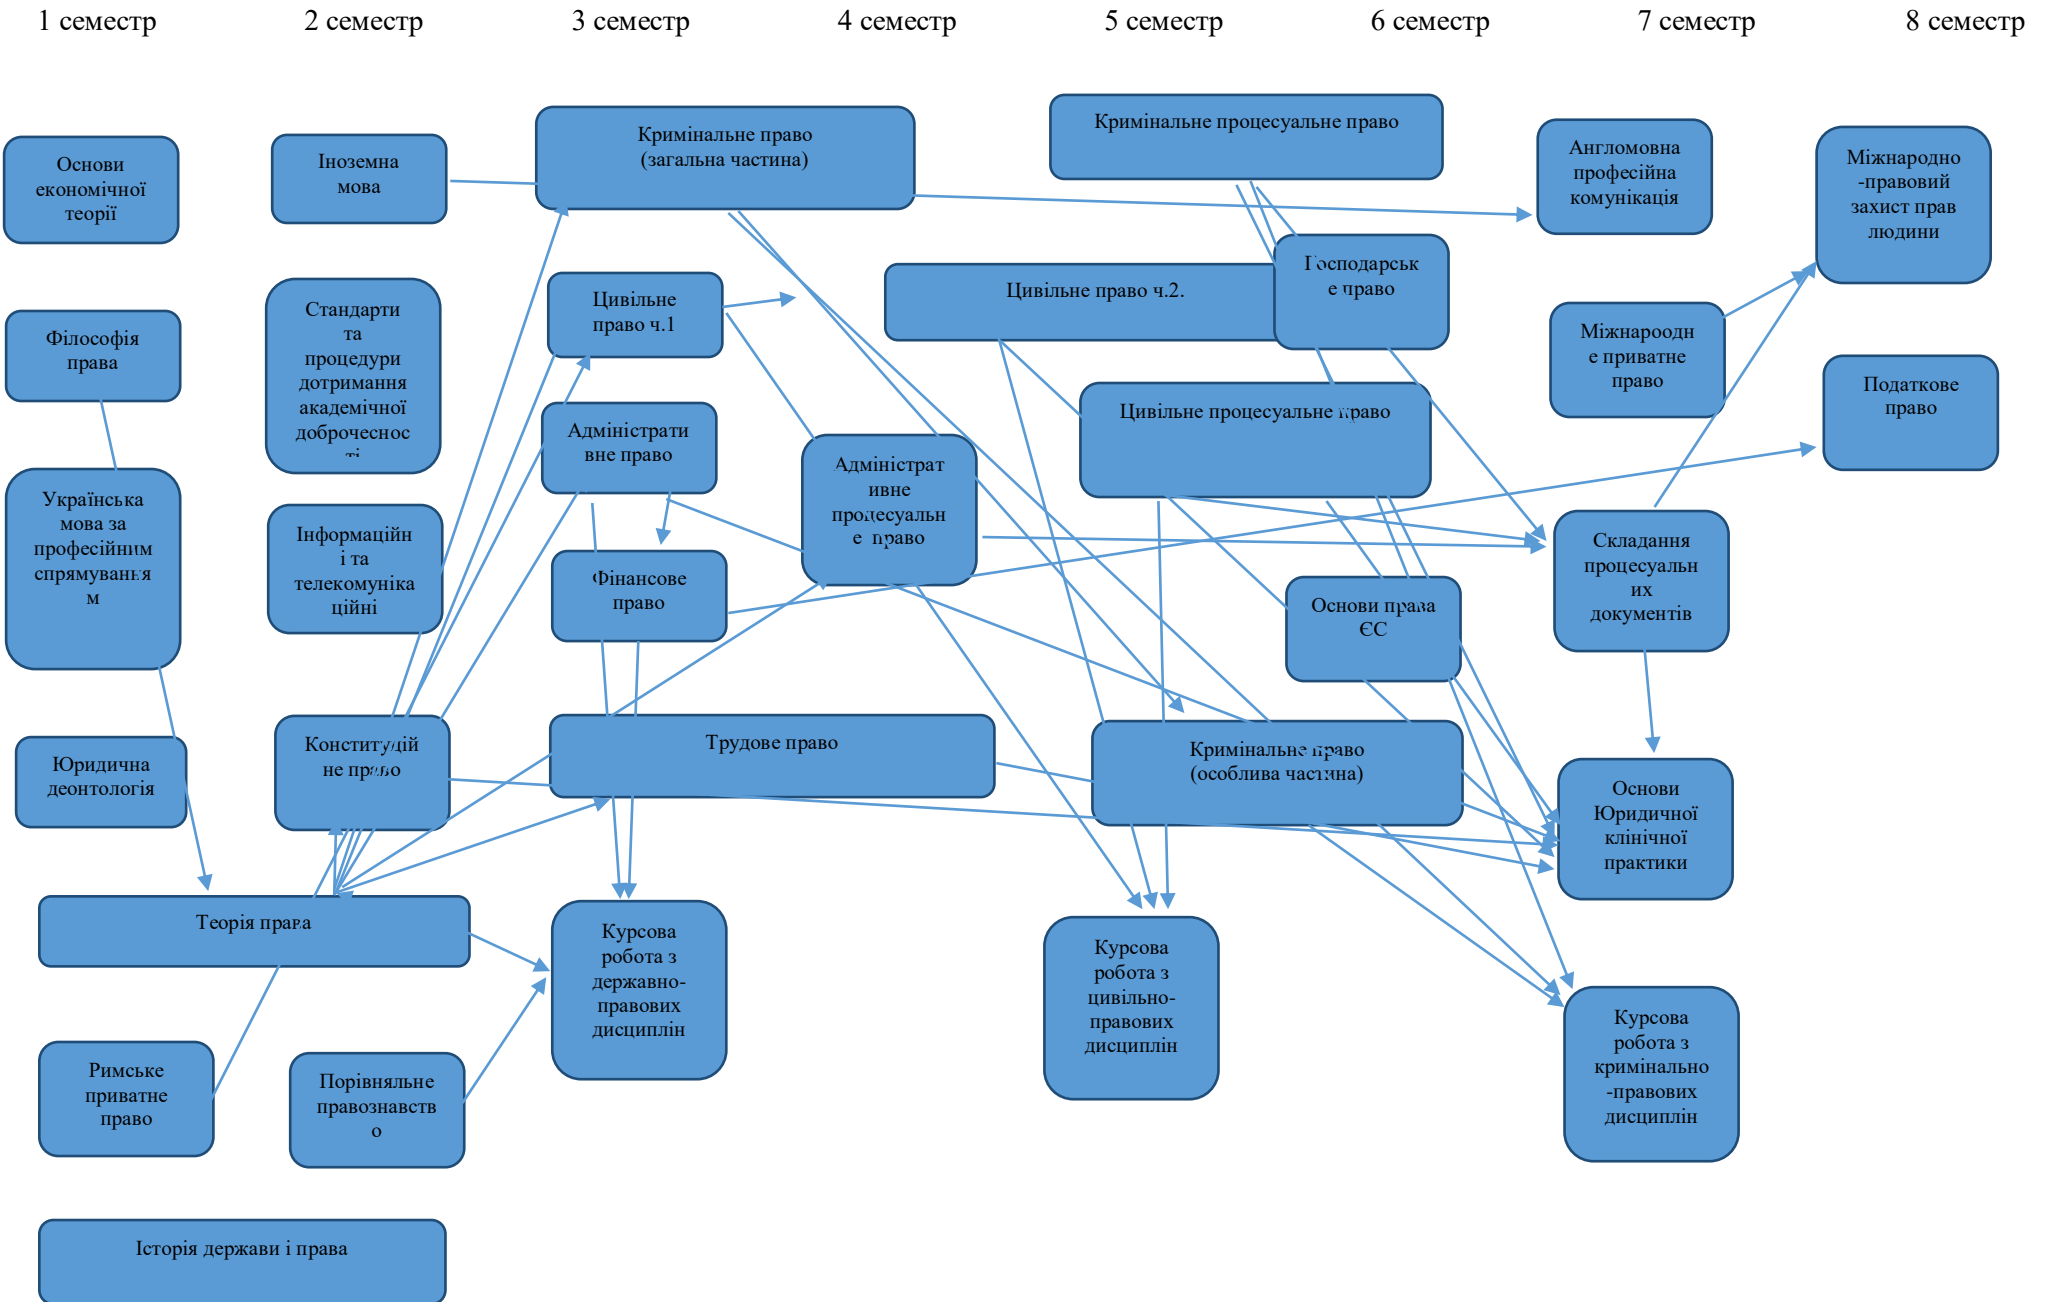 1 семестр 2 семестр 3 семестр 4 семестр 5 семестр 6 семестр 7 семестр 8 семестр
Основи
економічної
теорії
Філософія
права
Українська
мова за
професійним
спрямування
м
Юридична
деонтологія
Теорія права
Римське
приватне
право
Історія держави і права
Іноземна
мова
Стандарти
та
процедури
дотримання
академічної
доброчеснос
ті
Інформаційн
і та
телекомуніка
ційні
Конституцій
не право
Порівняльне
правознавств
о
Кримінальне право
(загальна частина)
Цивільне
право ч.1
Адміністрати
вне право
Фінансове
право
Трудове право
Курсова
робота з
державно-
правових
дисциплін
Адміністрат
ивне
процесуальн
е право
Кримінальне процесуальне право
Цивільне право ч.2.
Господарськ
е право
Цивільне процесуальне право
Основи права
ЄС
Кримінальне право
(особлива частина)
Курсова
робота з
цивільно-
правових
дисциплін
Англомовна
професійна
комунікація
Міжнароодн
е приватне
право
Складання
процесуальн
их
документів
Основи
Юридичної
клінічної
практики
Курсова
робота з
кримінально
-правових
дисциплін
Міжнародно
-правовий
захист прав
людини
Податкове
право